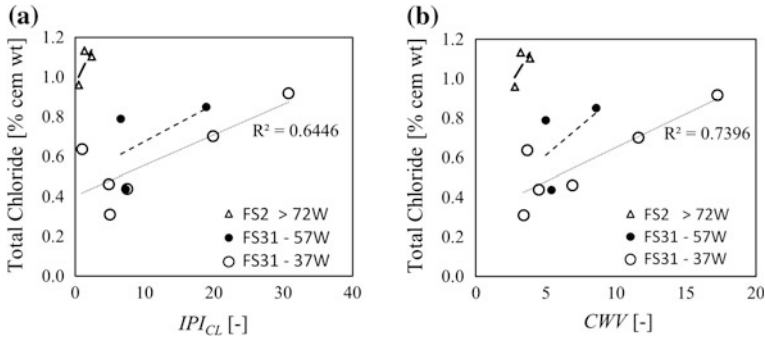 (a)
Total Chloride [% cem wt]
1.2
1.0
0.8
0.6
0.4
0.2
0.0
R² = 0.6446
FS2 > 72W
FS31 - 57W
FS31 - 37W
0 10 20 30 40
IPI_CL [-]
(b)
Total Chloride [% cem wt]
1.2
1.0
0.8
0.6
0.4
0.2
0.0
R² = 0.7396
FS2 > 72W
FS31 - 57W
FS31 - 37W
0 5 10 15 20
CWV [-]